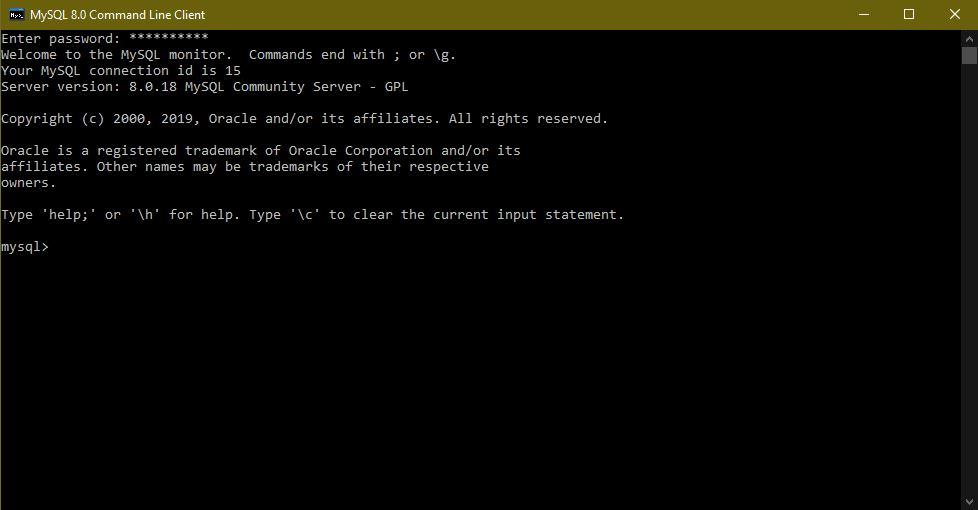 MySQL 8.0 Command Line Client
Enter password: **********
Welcome to the MySQL monitor.  Commands end with ; or \g.
Your MySQL connection id is 15
Server version: 8.0.18 MySQL Community Server - GPL
Copyright (c) 2000, 2019, Oracle and/or its affiliates. All rights reserved.
Oracle is a registered trademark of Oracle Corporation and/or its
affiliates. Other names may be trademarks of their respective
owners.
Type 'help;' or '\h' for help. Type '\c' to clear the current input statement.
mysql>